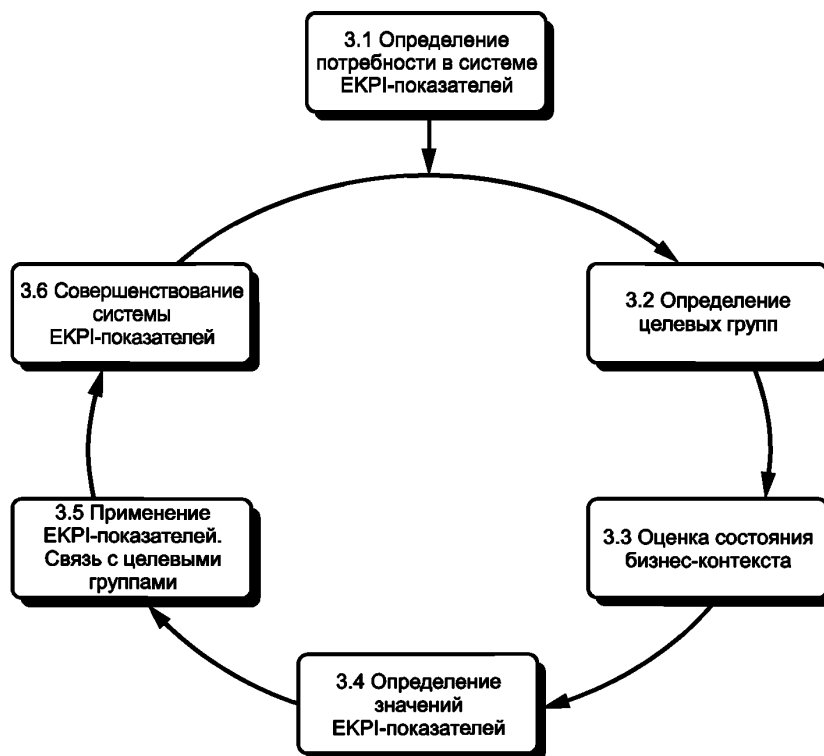 3.1 Определение
потребности в системе
EKPI-показателей
3.2 Определение
целевых групп
3.3 Оценка состояния
бизнес-контекста
3.4 Определение
значений
EKPI-показателей
3.5 Применение
EKPI-показателей.
Связь с целевыми
группами
3.6 Совершенствование
системы
EKPI-показателей